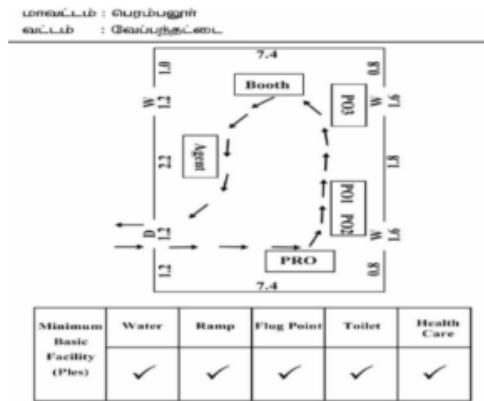 மாவட்டம் : பெரம்பலூர்
வட்டம் : வேப்பந்தட்டை
7.4
1.0
Booth
0.8
W
1.2
PO3
W
1.6
2.2
Agent
1.8
PO1 PO2
D
1.2
W
1.6
1.2
PRO
0.8
7.4
Minimum Basic Facility (Ples)
Water
Ramp
Flug Point
Toilet
Health Care